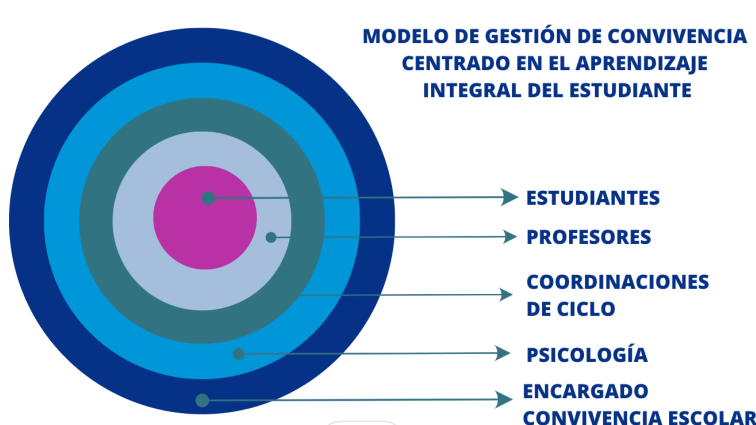 MODELO DE GESTIÓN DE CONVIVENCIA
CENTRADO EN EL APRENDIZAJE
INTEGRAL DEL ESTUDIANTE
ESTUDIANTES
PROFESORES
COORDINACIONES
DE CICLO
PSICOLOGÍA
ENCARGADO
CONVIVENCIA ESCOLAR